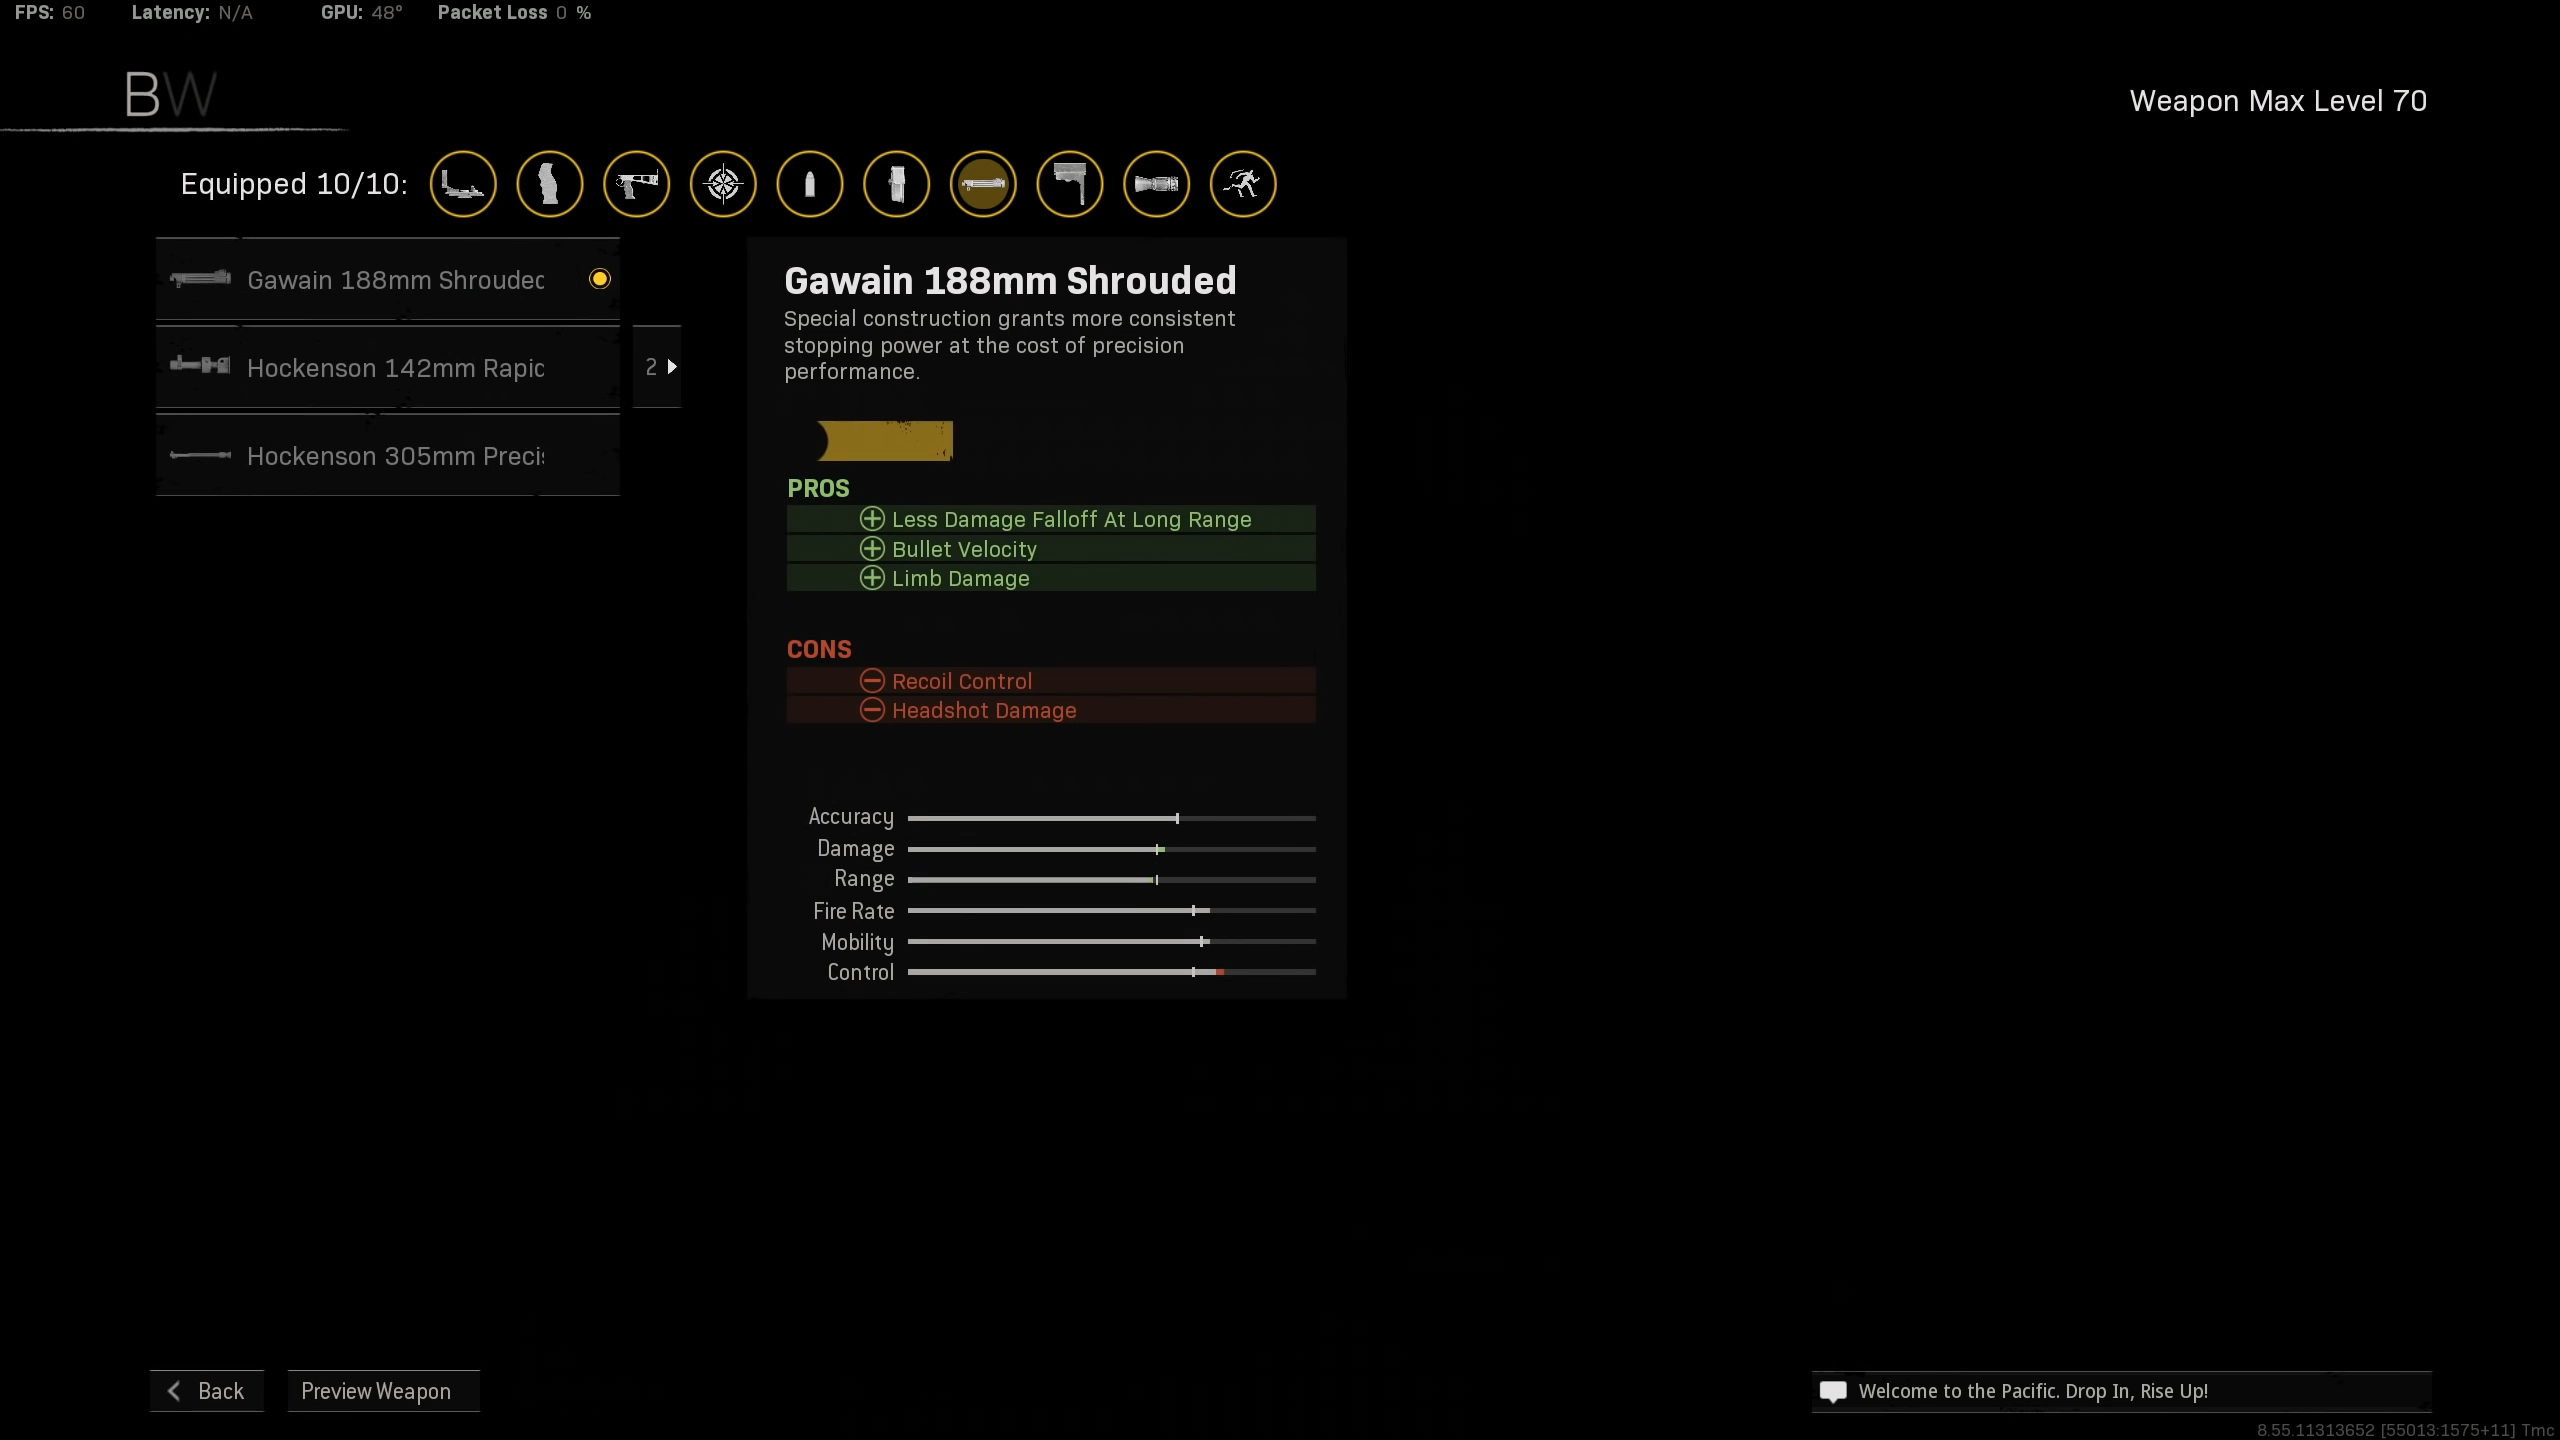 FPS: 60 Latency: N/A GPU: 48° Packet Loss 0 %
BW
Weapon Max Level 70
Equipped 10/10:
Gawain 188mm Shrouded
Hockenson 142mm Rapid
2
Hockenson 305mm Precis
Gawain 188mm Shrouded
Special construction grants more consistent
stopping power at the cost of precision
performance.
PROS
Less Damage Falloff At Long Range
Bullet Velocity
Limb Damage
CONS
Recoil Control
Headshot Damage
Accuracy
Damage
Range
Fire Rate
Mobility
Control
Back
Preview Weapon
Welcome to the Pacific. Drop In, Rise Up!
8.55.11313652 [55013:1575+11] Tmc